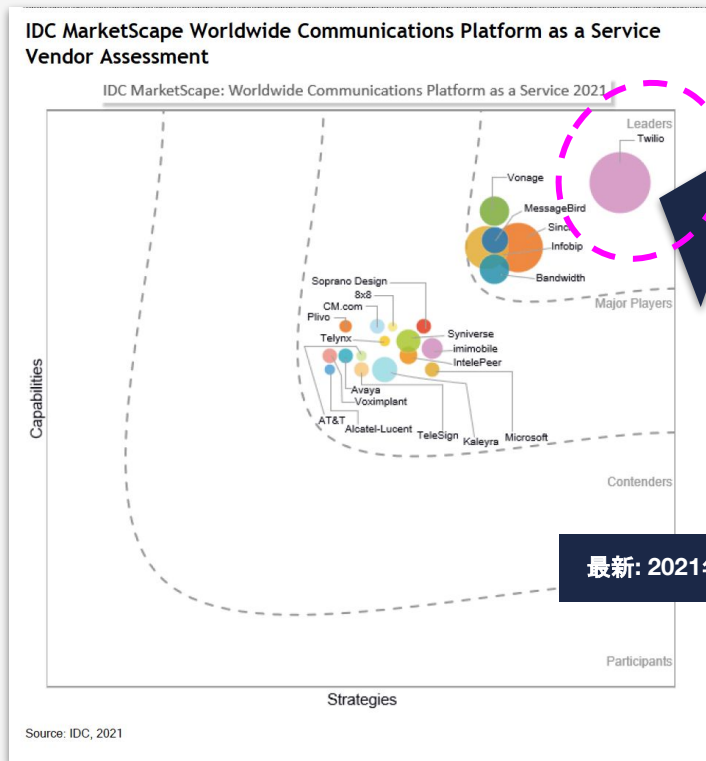 IDC MarketScape Worldwide Communications Platform as a Service
Vendor Assessment
IDC MarketScape: Worldwide Communications Platform as a Service 2021
Leaders
Twilio
Vonage
MessageBird
Sinch
Infobip
Bandwidth
Major Players
Soprano Design
8x8
CM.com
Plivo
Telynx
Syniverse
imimobile
IntelePeer
Avaya
Voximplant
AT&T
Alcatel-Lucent
TeleSign
Kaleyra
Microsoft
Capabilities
Contenders
最新: 2021
Participants
Strategies
Source: IDC, 2021